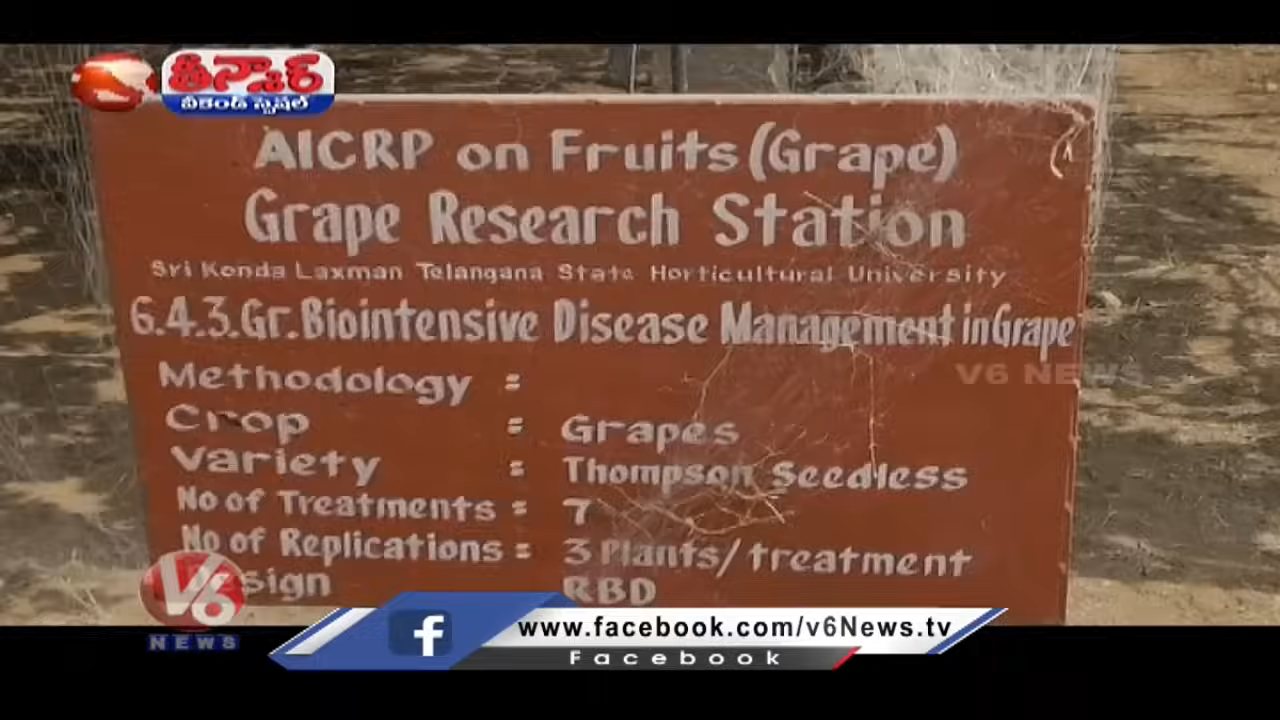 తీన్మార్
వీకెండ్ స్పెషల్
AICRP on Fruits (Grape)
Grape Research Station
Sri Konda Laxman Telangana State Horticultural University
6.4.3.Gr.Biointensive Disease Management in Grape
V6 NEWS
Methodology :
Crop : Grapes
Variety : Thompson Seedless
No of Treatments : 7
No of Replications : 3 Plants/treatment
sign RBD
V6
NEWS
f
www.facebook.com/v6News.tv
Facebook